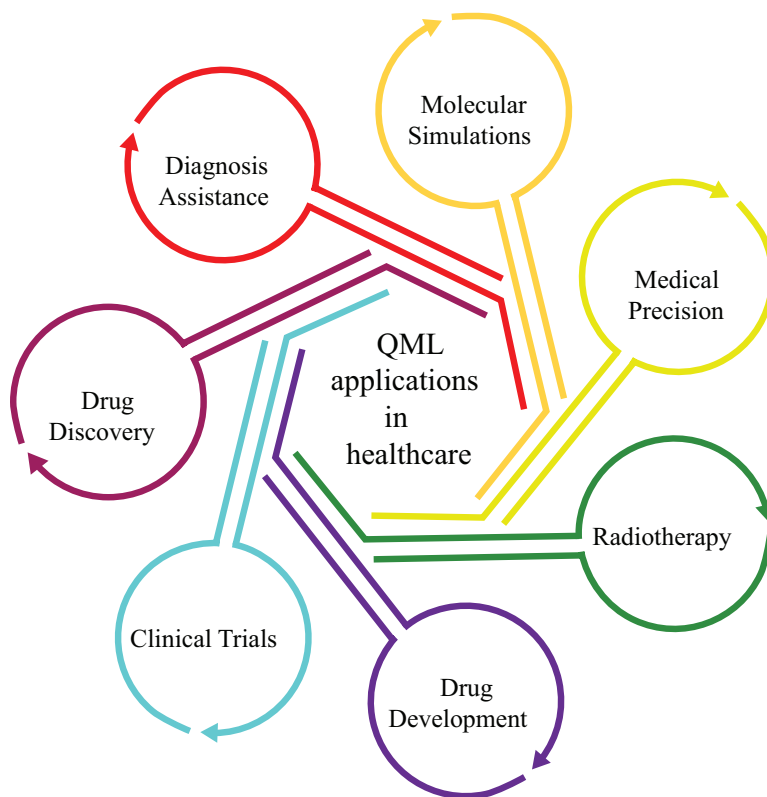 Molecular
Simulations
Diagnosis
Assistance
Medical
Precision
QML
applications
in
healthcare
Drug
Discovery
Radiotherapy
Clinical Trials
Drug
Development